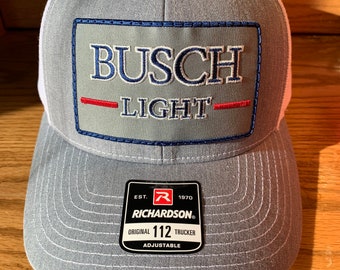 BUSCH
LIGHT
EST. R 1970
RICHARDSON
ORIGINAL 112 TRUCKER
ADJUSTABLE